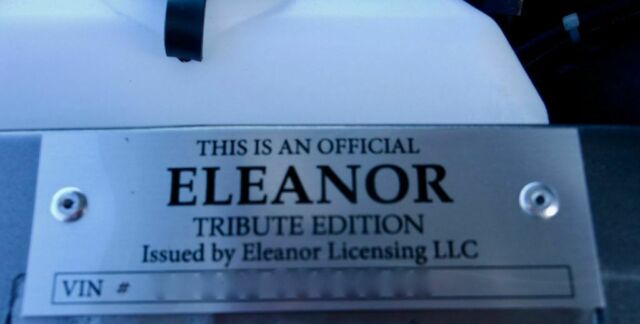 THIS IS AN OFFICIAL
ELEANOR
TRIBUTE EDITION
Issued by Eleanor Licensing LLC
VIN #